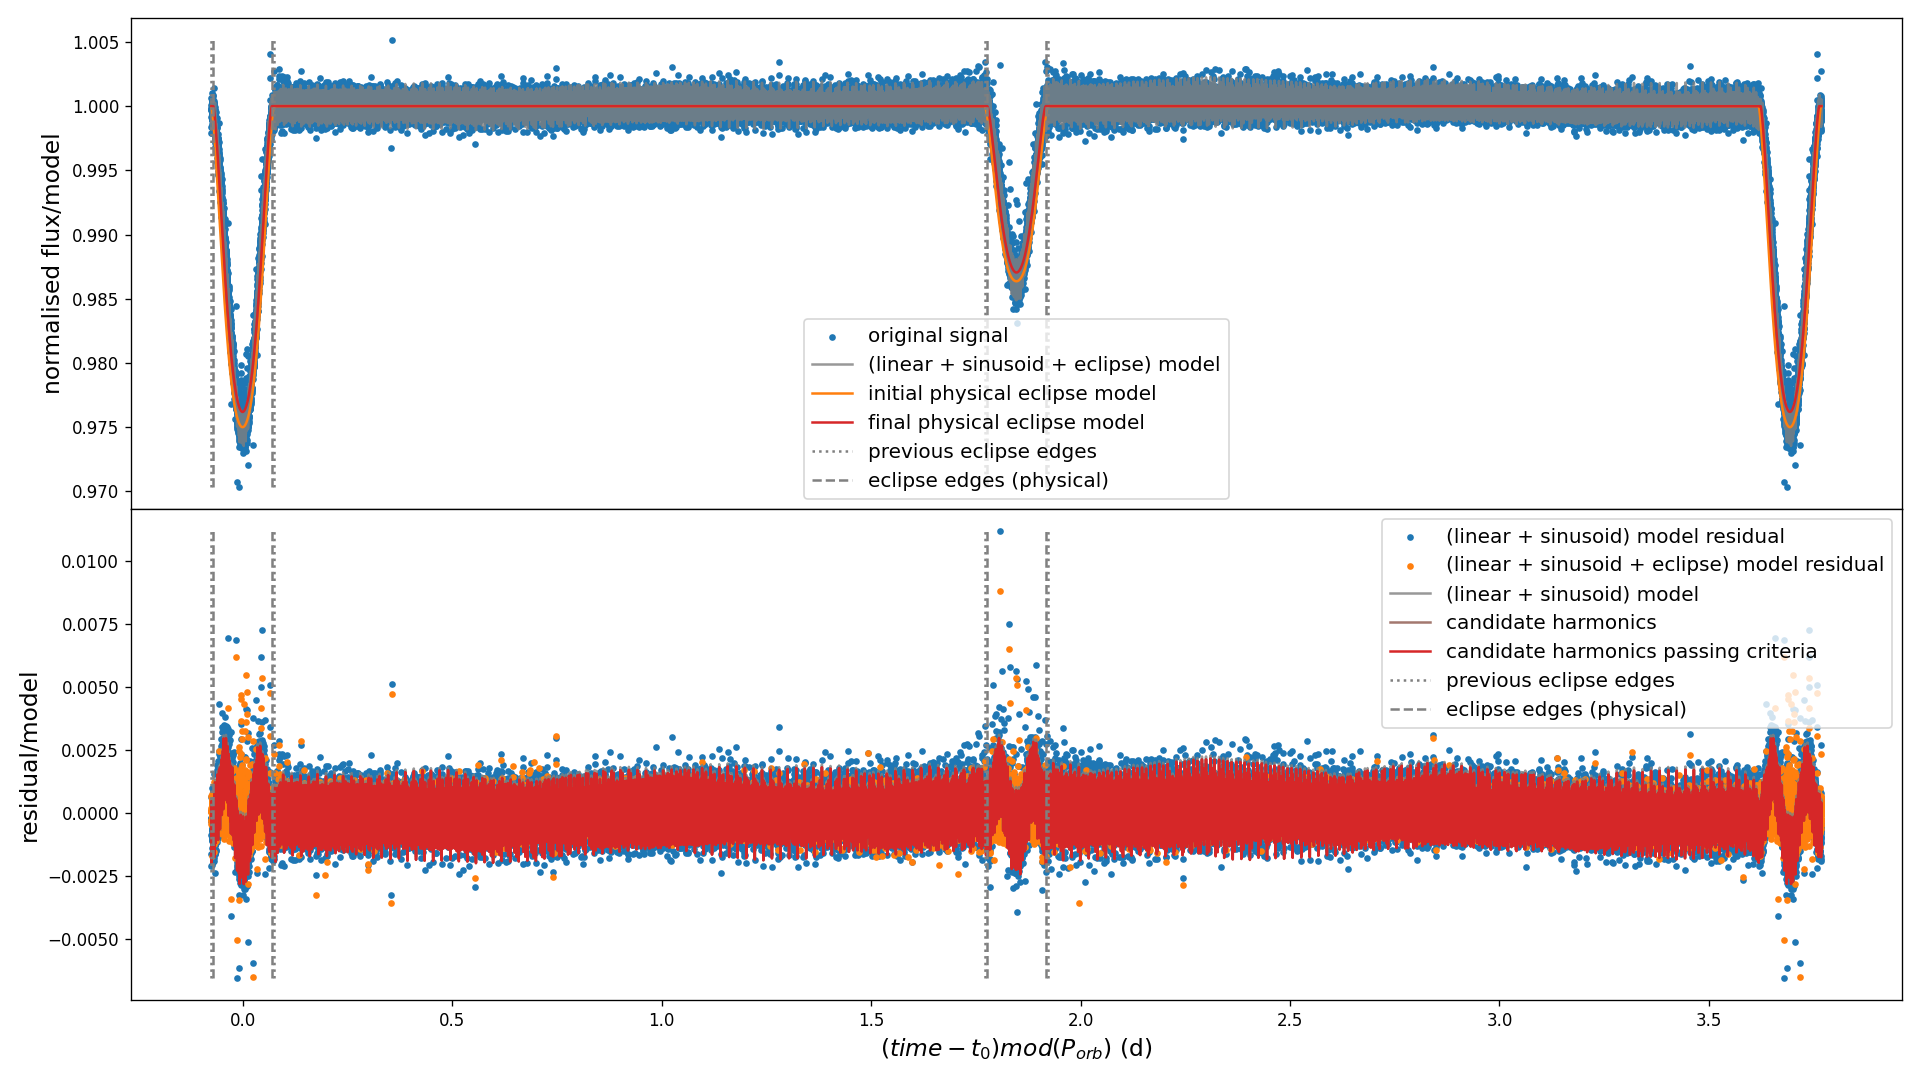 1.005
1.000
0.995
0.990
0.985
0.980
0.975
0.970
normalised flux/model
original signal
(linear + sinusoid + eclipse) model
initial physical eclipse model
final physical eclipse model
previous eclipse edges
eclipse edges (physical)
0.0100
0.0075
0.0050
0.0025
0.0000
−0.0025
−0.0050
residual/model
(linear + sinusoid) model residual
(linear + sinusoid + eclipse) model residual
(linear + sinusoid) model
candidate harmonics
candidate harmonics passing criteria
previous eclipse edges
eclipse edges (physical)
0.0 0.5 1.0 1.5 2.0 2.5 3.0 3.5
(time − t₀)mod(P_orb) (d)